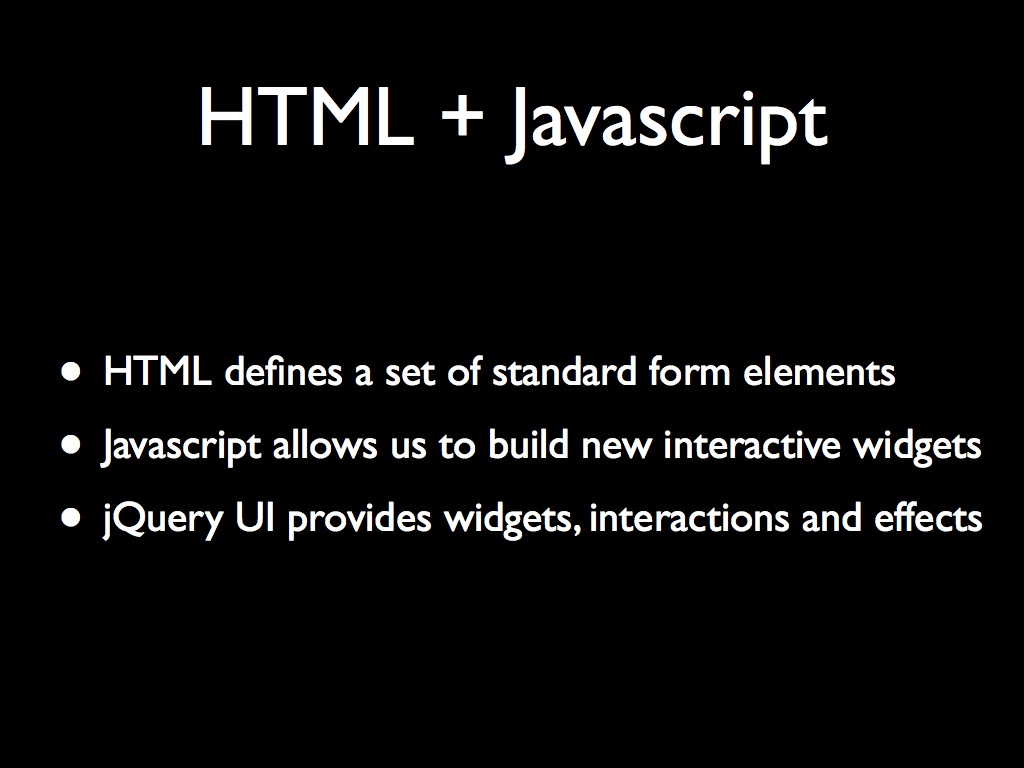 HTML + Javascript
• HTML defines a set of standard form elements
• Javascript allows us to build new interactive widgets
• jQuery UI provides widgets, interactions and effects